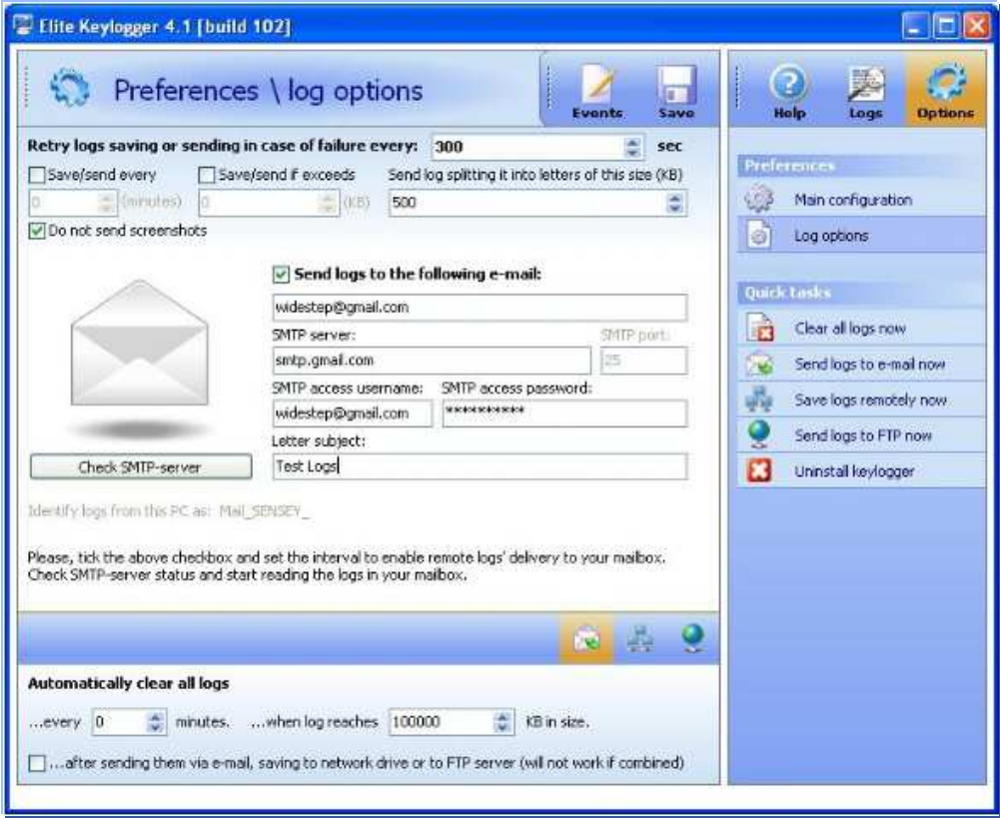 Elite Keylogger 4.1 [build 102]
Preferences \ log options
Events
Save
Help
Logs
Options
Retry logs saving or sending in case of failure every: 300 sec
Save/send every
Save/send if exceeds
Send log splitting it into letters of this size (KB)
0 (minutes)
0 (KB)
500
Do not send screenshots
Send logs to the following e-mail:
widestep@gmail.com
SMTP server:
SMTP port:
smtp.gmail.com
25
SMTP access username:
SMTP access password:
widestep@gmail.com
**********
Letter subject:
Check SMTP-server
Test Logs
Identify logs from this PC as: Mail_SENSEY_
Please, tick the above checkbox and set the interval to enable remote logs' delivery to your mailbox.
Check SMTP-server status and start reading the logs in your mailbox.
Automatically clear all logs
...every 0 minutes. ...when log reaches 100000 KB in size.
...after sending them via e-mail, saving to network drive or to FTP server (will not work if combined)
Preferences
Main configuration
Log options
Quick tasks
Clear all logs now
Send logs to e-mail now
Save logs remotely now
Send logs to FTP now
Uninstall keylogger